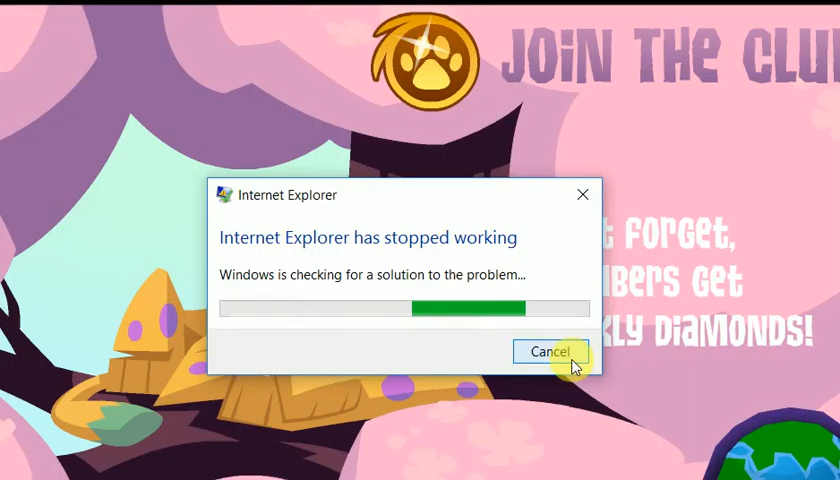 JOIN THE CLU
Internet Explorer
Internet Explorer has stopped working
t forget,
Windows is checking for a solution to the problem...
BERS GET
KLY DIAMONDS!
Cancel